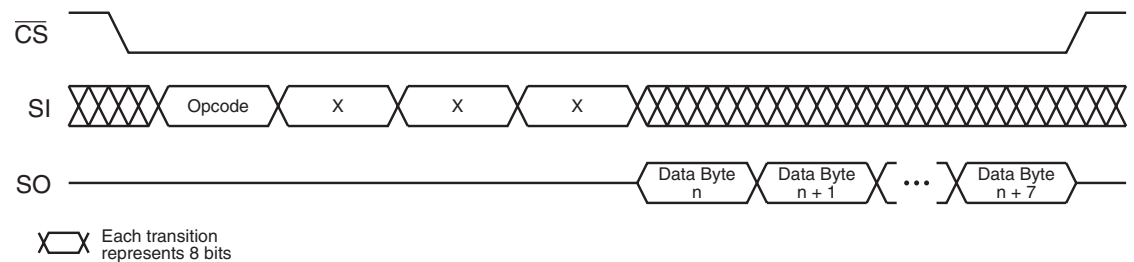 CS
SI
Opcode
X
X
X
SO
Data Byte
n
Data Byte
n + 1
•••
Data Byte
n + 7
Each transition
represents 8 bits